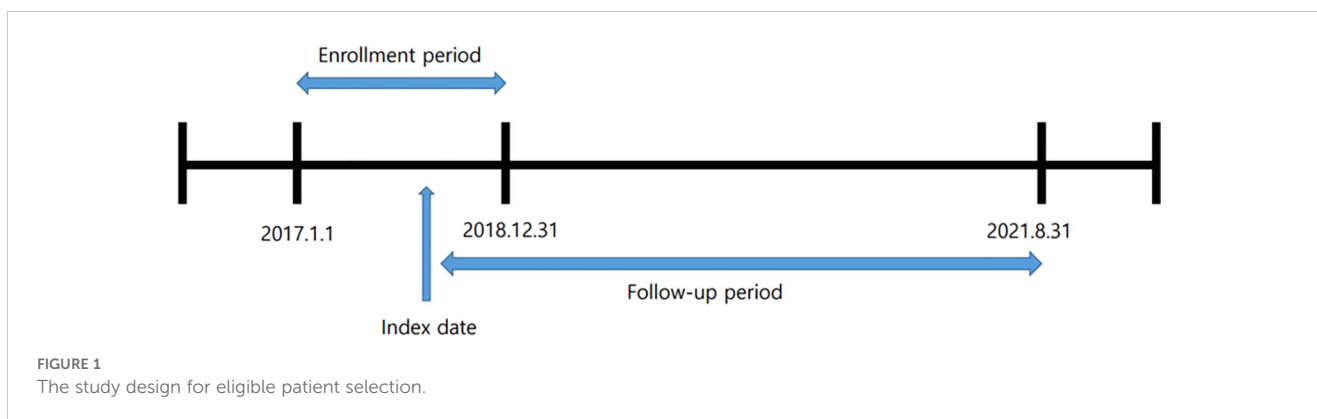 Enrollment period
2017.1.1
2018.12.31
2021.8.31
Follow-up period
Index date
FIGURE 1
The study design for eligible patient selection.